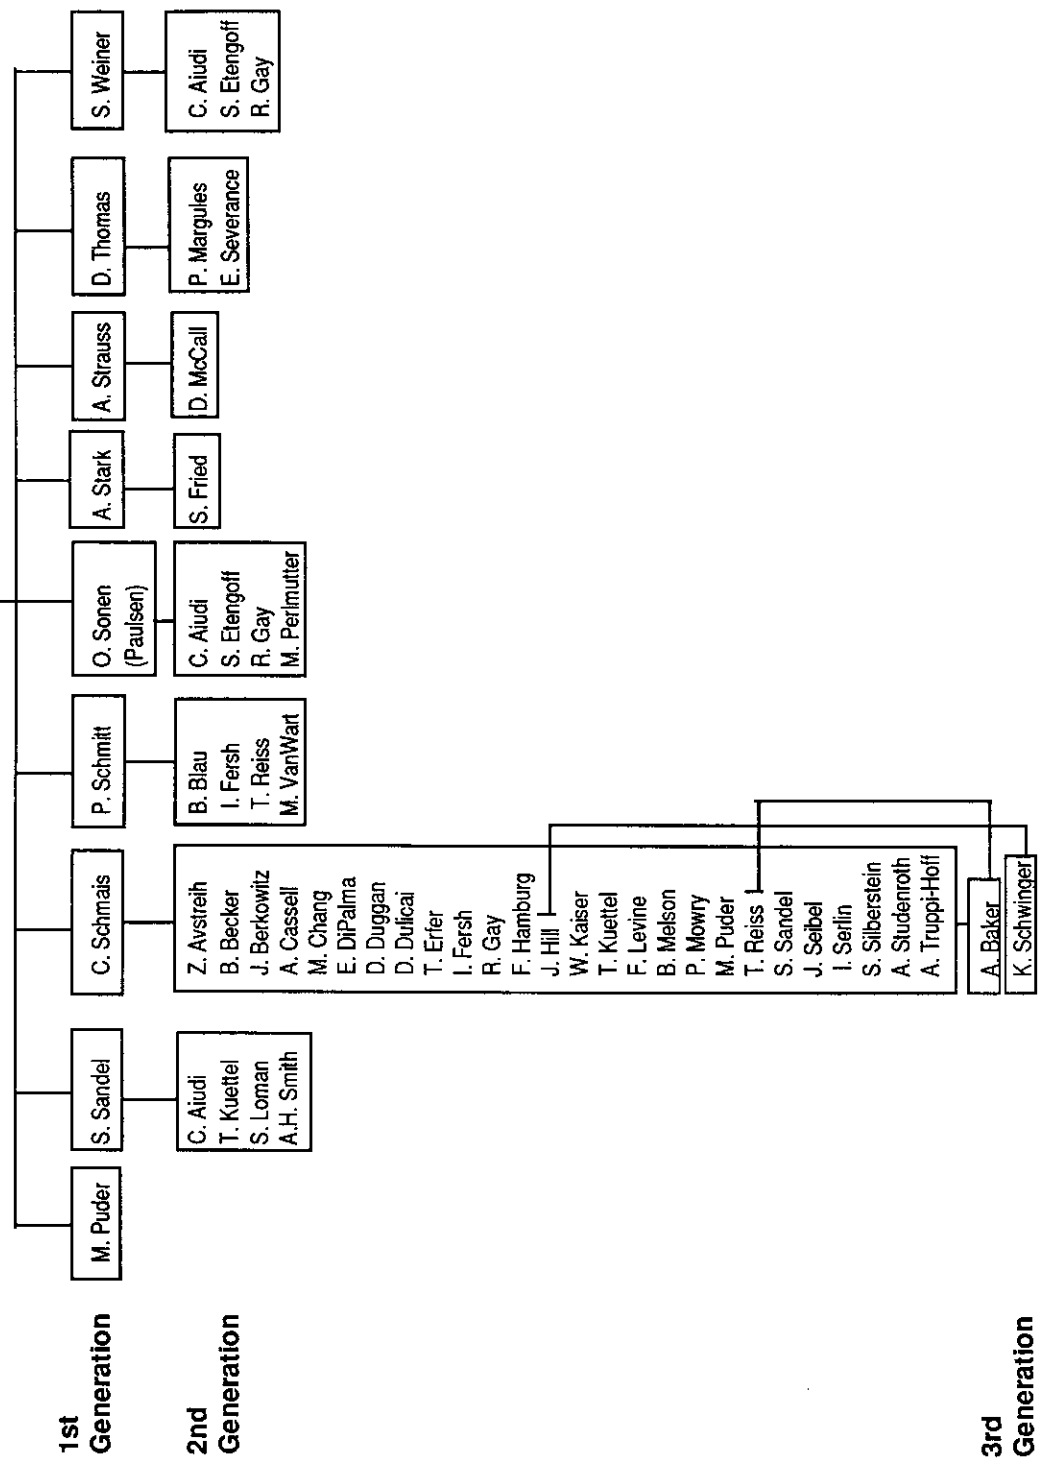 1st
Generation
M. Puder
S. Sandel
C. Schmais
P. Schmitt
O. Sonen
(Paulsen)
A. Stark
A. Strauss
D. Thomas
S. Weiner
2nd
Generation
C. Aiudi
T. Kuettel
S. Loman
A.H. Smith
Z. Avstreih
B. Becker
J. Berkowitz
A. Cassell
M. Chang
E. DiPalma
D. Duggan
D. Dulicai
T. Erfer
I. Fersh
R. Gay
F. Hamburg
J. Hill
W. Kaiser
T. Kuettel
F. Levine
B. Melson
P. Mowry
M. Puder
T. Reiss
S. Sandel
J. Seibel
I. Serlin
S. Silberstein
A. Studenroth
A. Truppi-Hoff
B. Blau
I. Fersh
T. Reiss
M. VanWart
C. Aiudi
S. Etengoff
R. Gay
M. Perlmutter
S. Fried
D. McCall
P. Margules
E. Severance
C. Aiudi
S. Etengoff
R. Gay
3rd
Generation
A. Baker
K. Schwinger